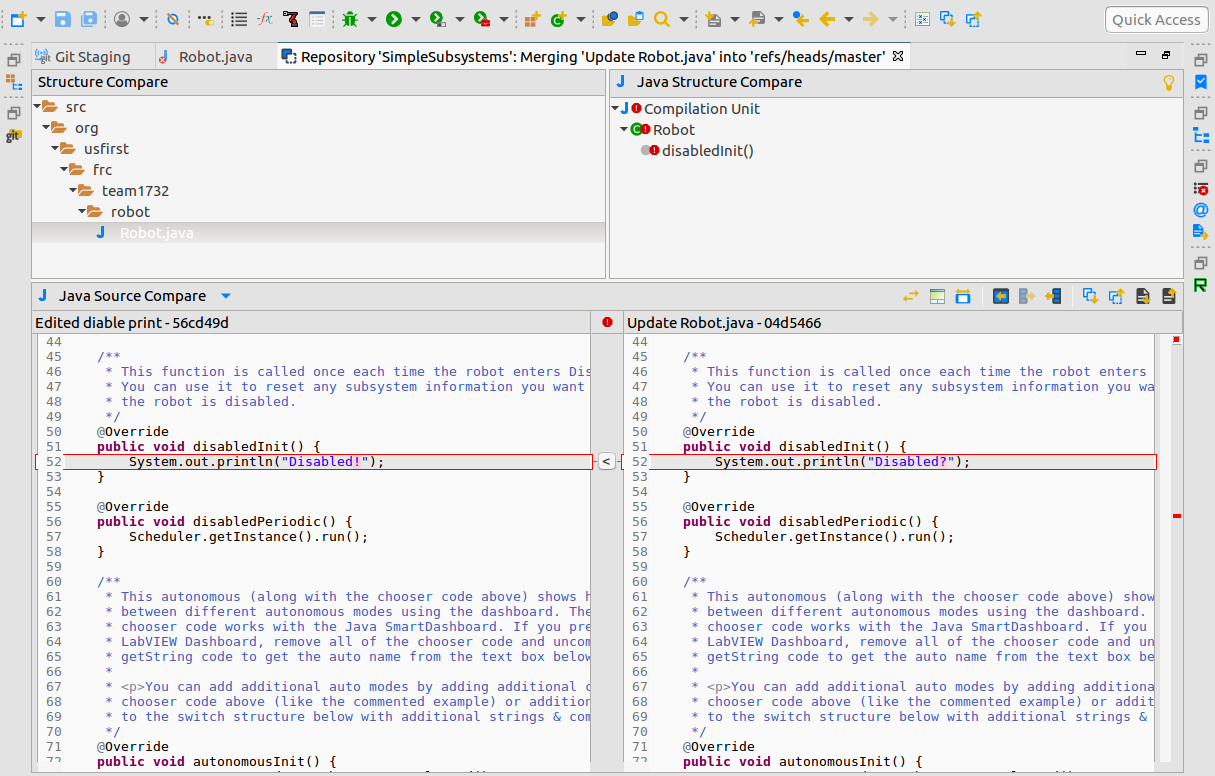 Quick Access
Git Staging
Robot.java
Repository 'SimpleSubsystems': Merging 'Update Robot.java' into 'refs/heads/master'
Structure Compare
src
org
usfirst
frc
team1732
robot
Robot.java
Java Structure Compare
Compilation Unit
Robot
disabledInit()
git
Java Source Compare
Edited diable print - 56cd49d
44
45 /**
46 * This function is called once each time the robot enters Dis
47 * You can use it to reset any subsystem information you want
48 * the robot is disabled.
49 */
50 @Override
51 public void disabledInit() {
52 System.out.println("Disabled!");
53 }
54
55 @Override
56 public void disabledPeriodic() {
57 Scheduler.getInstance().run();
58 }
59
60 /**
61 * This autonomous (along with the chooser code above) shows h
62 * between different autonomous modes using the dashboard. The
63 * chooser code works with the Java SmartDashboard. If you pre
64 * LabVIEW Dashboard, remove all of the chooser code and uncom
65 * getString code to get the auto name from the text box below
66 *
67 * <p>You can add additional auto modes by adding additional c
68 * chooser code above (like the commented example) or addition
69 * to the switch structure below with additional strings & com
70 */
71 @Override
72 public void autonomousInit() {
<
Update Robot.java - 04d5466
44
45 /**
46 * This function is called once each time the robot enters
47 * You can use it to reset any subsystem information you wa
48 * the robot is disabled.
49 */
50 @Override
51 public void disabledInit() {
52 System.out.println("Disabled?");
53 }
54
55 @Override
56 public void disabledPeriodic() {
57 Scheduler.getInstance().run();
58 }
59
60 /**
61 * This autonomous (along with the chooser code above) show
62 * between different autonomous modes using the dashboard.
63 * chooser code works with the Java SmartDashboard. If you
64 * LabVIEW Dashboard, remove all of the chooser code and un
65 * getString code to get the auto name from the text box be
66 *
67 * <p>You can add additional auto modes by adding additiona
68 * chooser code above (like the commented example) or addit
69 * to the switch structure below with additional strings &
70 */
71 @Override
72 public void autonomousInit() {